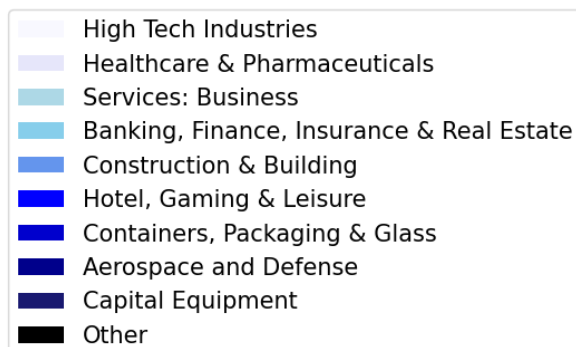 High Tech Industries
Healthcare & Pharmaceuticals
Services: Business
Banking, Finance, Insurance & Real Estate
Construction & Building
Hotel, Gaming & Leisure
Containers, Packaging & Glass
Aerospace and Defense
Capital Equipment
Other